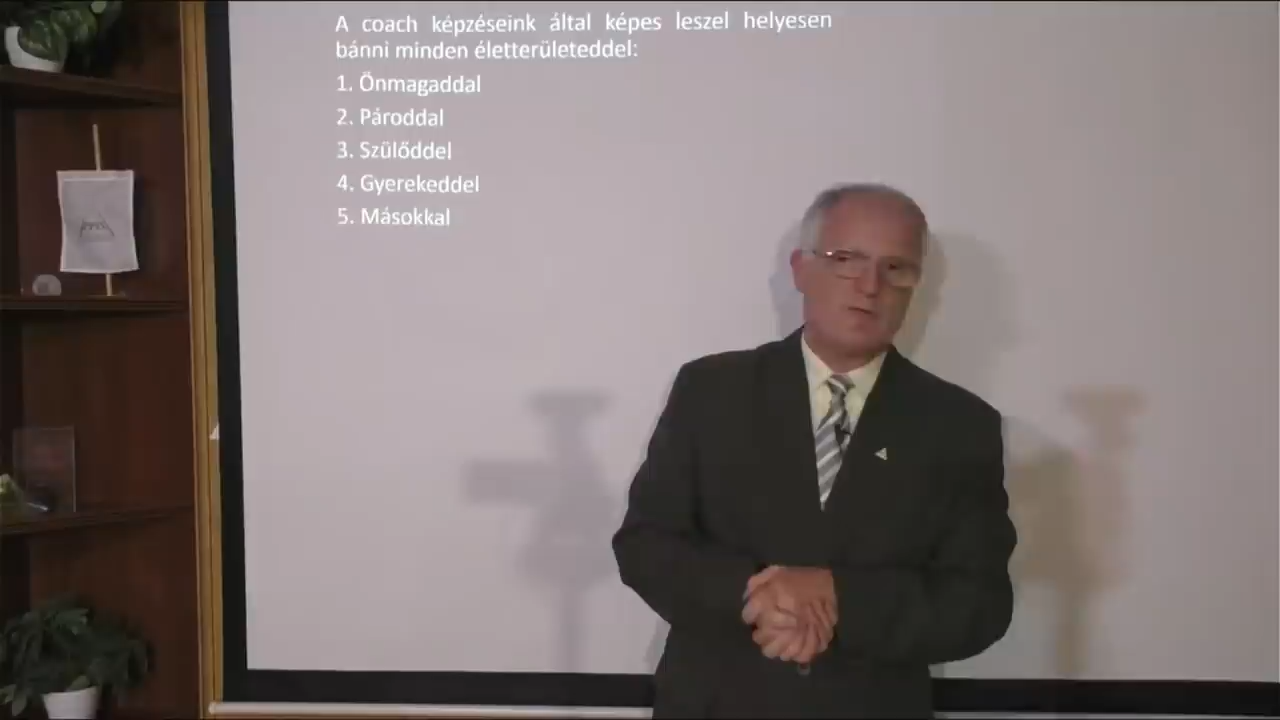 A coach képzéseink által képes leszel helyesen
bánni minden életterületeddel:
1. Önmagaddal
2. Pároddal
3. Szülőddel
4. Gyerekeddel
5. Másokkal